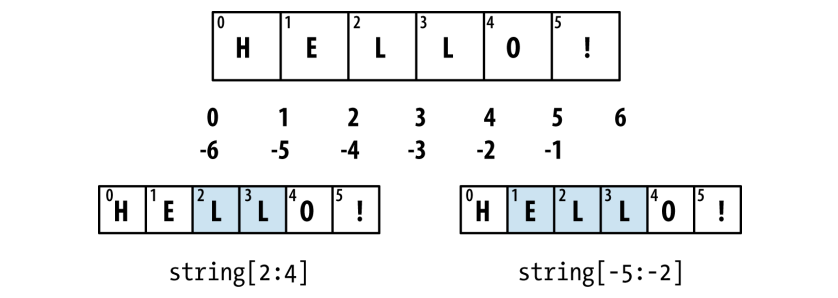 0 H 1 E 2 L 3 L 4 O 5 !
0 1 2 3 4 5 6
-6 -5 -4 -3 -2 -1
0 H 1 E 2 L 3 L 4 O 5 !
string[2:4]
0 H 1 E 2 L 3 L 4 O 5 !
string[-5:-2]